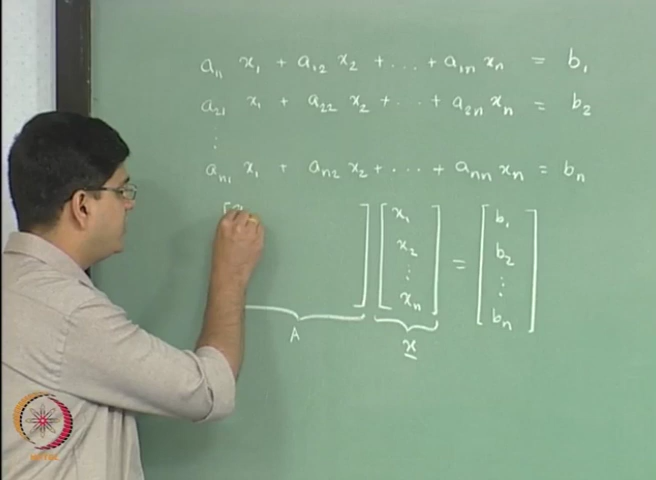 a₁₁ x₁ + a₁₂ x₂ + ... + a₁ₙ xₙ = b₁
a₂₁ x₁ + a₂₂ x₂ + ... + a₂ₙ xₙ = b₂
⋮
aₙ₁ x₁ + aₙ₂ x₂ + ... + aₙₙ xₙ = bₙ
[ ] [x₁ x₂ ⋮ xₙ] = [b₁ b₂ ⋮ bₙ]
A x
NPTEL